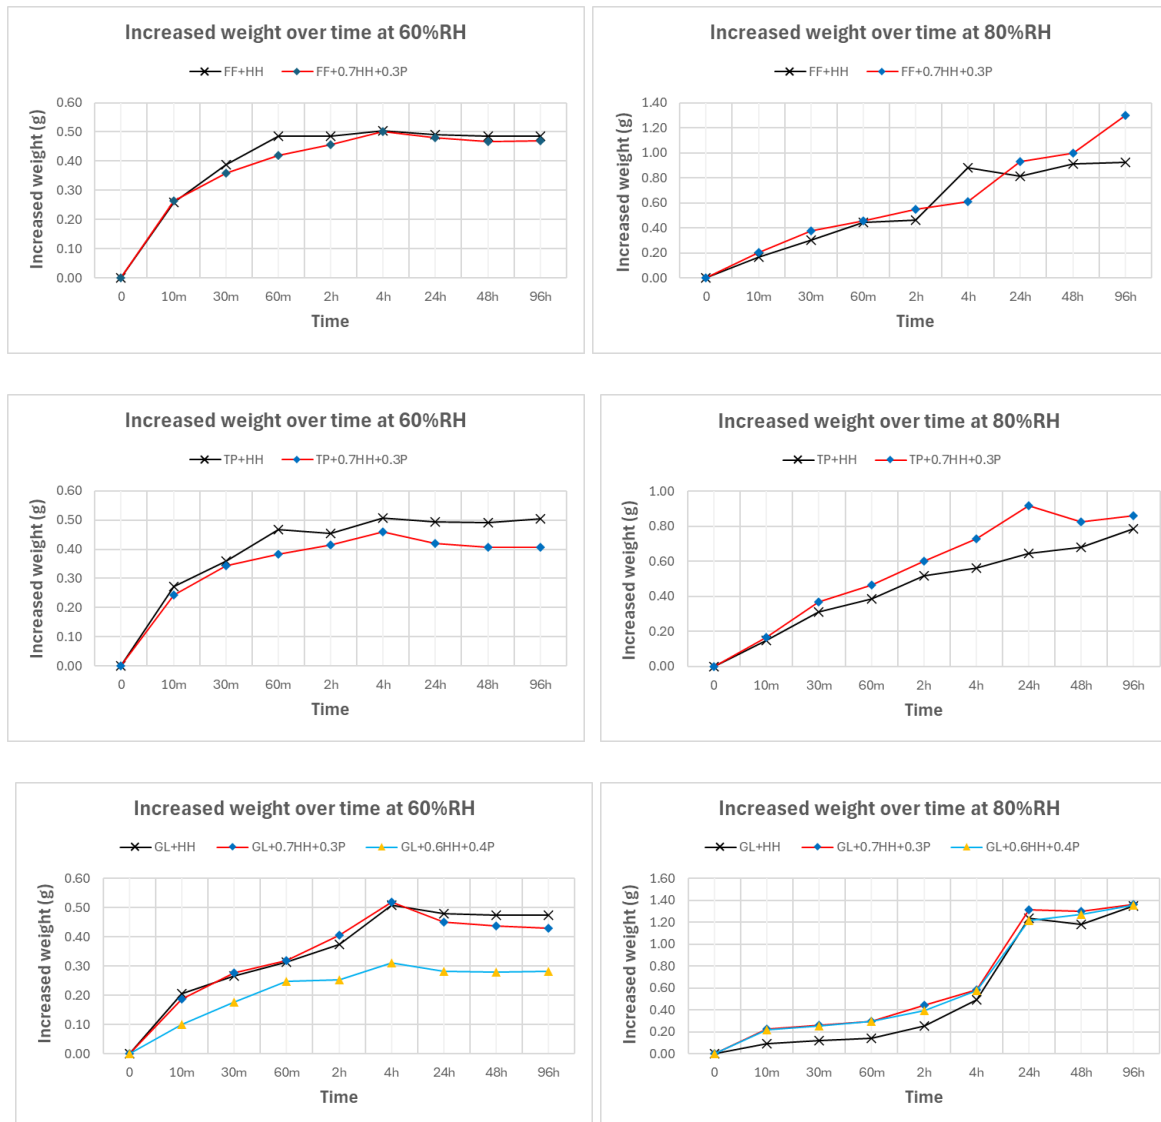 Increased weight over time at 60%RH
FF+HH FF+0.7HH+0.3P
Increased weight (g)
0.60
0.50
0.40
0.30
0.20
0.10
0.00
0 10m 30m 60m 2h 4h 24h 48h 96h
Time
Increased weight over time at 80%RH
FF+HH FF+0.7HH+0.3P
Increased weight (g)
1.40
1.20
1.00
0.80
0.60
0.40
0.20
0.00
0 10m 30m 60m 2h 4h 24h 48h 96h
Time
Increased weight over time at 60%RH
TP+HH TP+0.7HH+0.3P
Increased weight (g)
0.60
0.50
0.40
0.30
0.20
0.10
0.00
0 10m 30m 60m 2h 4h 24h 48h 96h
Time
Increased weight over time at 80%RH
TP+HH TP+0.7HH+0.3P
Increased weight (g)
1.00
0.80
0.60
0.40
0.20
0.00
0 10m 30m 60m 2h 4h 24h 48h 96h
Time
Increased weight over time at 60%RH
GL+HH GL+0.7HH+0.3P GL+0.6HH+0.4P
Increased weight (g)
0.60
0.50
0.40
0.30
0.20
0.10
0.00
0 10m 30m 60m 2h 4h 24h 48h 96h
Time
Increased weight over time at 80%RH
GL+HH GL+0.7HH+0.3P GL+0.6HH+0.4P
Increased weight (g)
1.60
1.40
1.20
1.00
0.80
0.60
0.40
0.20
0.00
0 10m 30m 60m 2h 4h 24h 48h 96h
Time